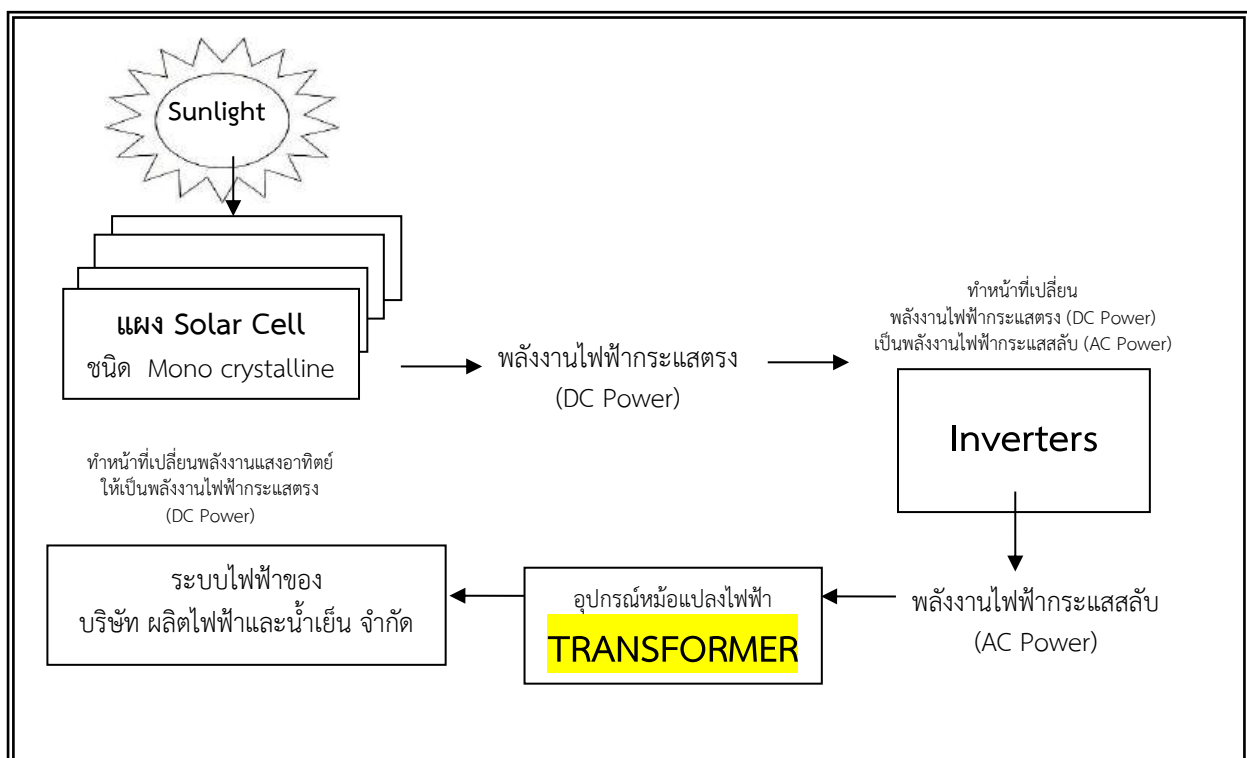 Sunlight
แผง Solar Cell
ชนิด Mono crystalline
ทำหน้าที่เปลี่ยนพลังงานแสงอาทิตย์
ให้เป็นพลังงานไฟฟ้ากระแสตรง
(DC Power)
พลังงานไฟฟ้ากระแสตรง
(DC Power)
ทำหน้าที่เปลี่ยน
พลังงานไฟฟ้ากระแสตรง (DC Power)
เป็นพลังงานไฟฟ้ากระแสสลับ (AC Power)
Inverters
พลังงานไฟฟ้ากระแสสลับ
(AC Power)
อุปกรณ์หม้อแปลงไฟฟ้า
TRANSFORMER
ระบบไฟฟ้าของ
บริษัท ผลิตไฟฟ้าและน้ำเย็น จำกัด